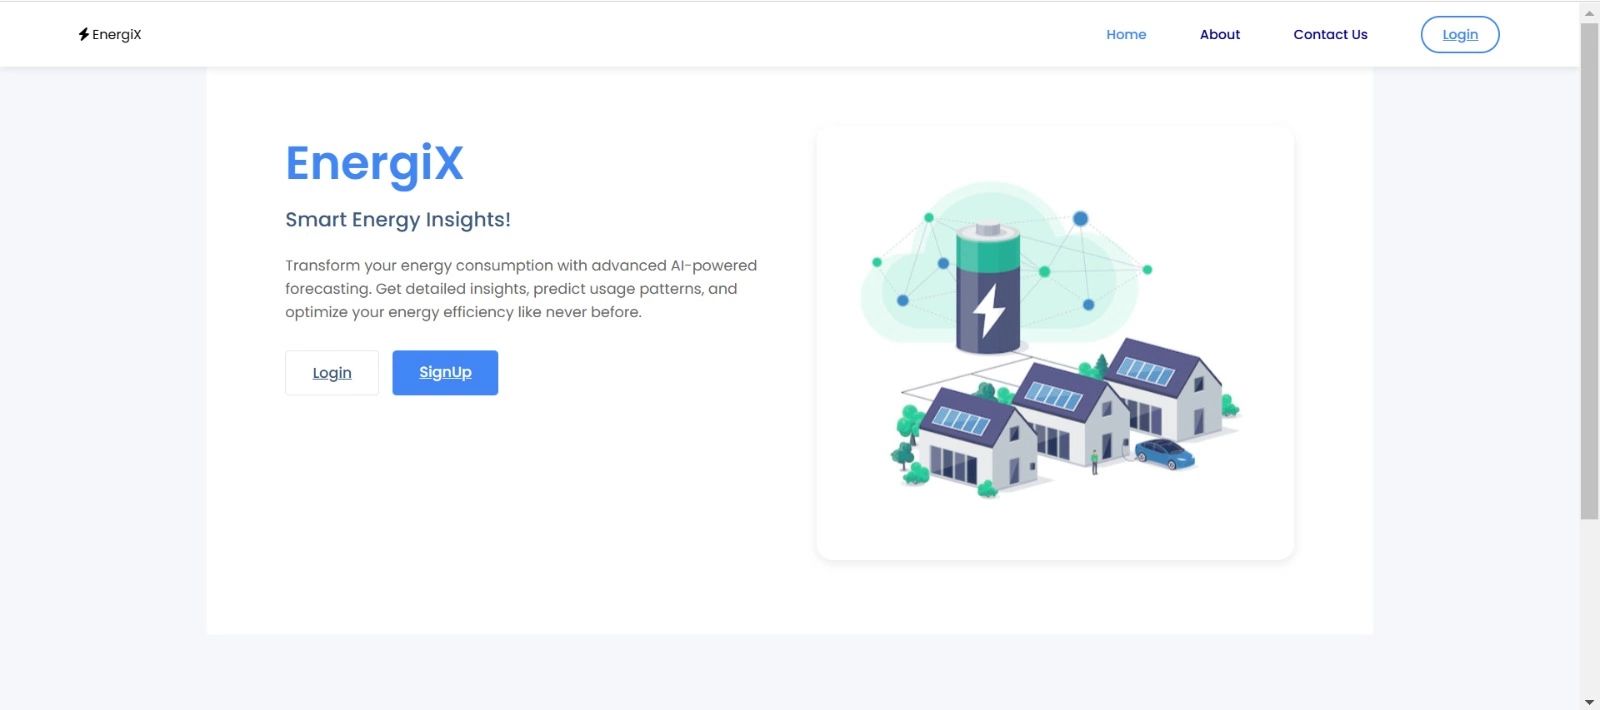 EnergiX
Home
About
Contact Us
Login
EnergiX
Smart Energy Insights!
Transform your energy consumption with advanced AI-powered
forecasting. Get detailed insights, predict usage patterns, and
optimize your energy efficiency like never before.
Login
SignUp